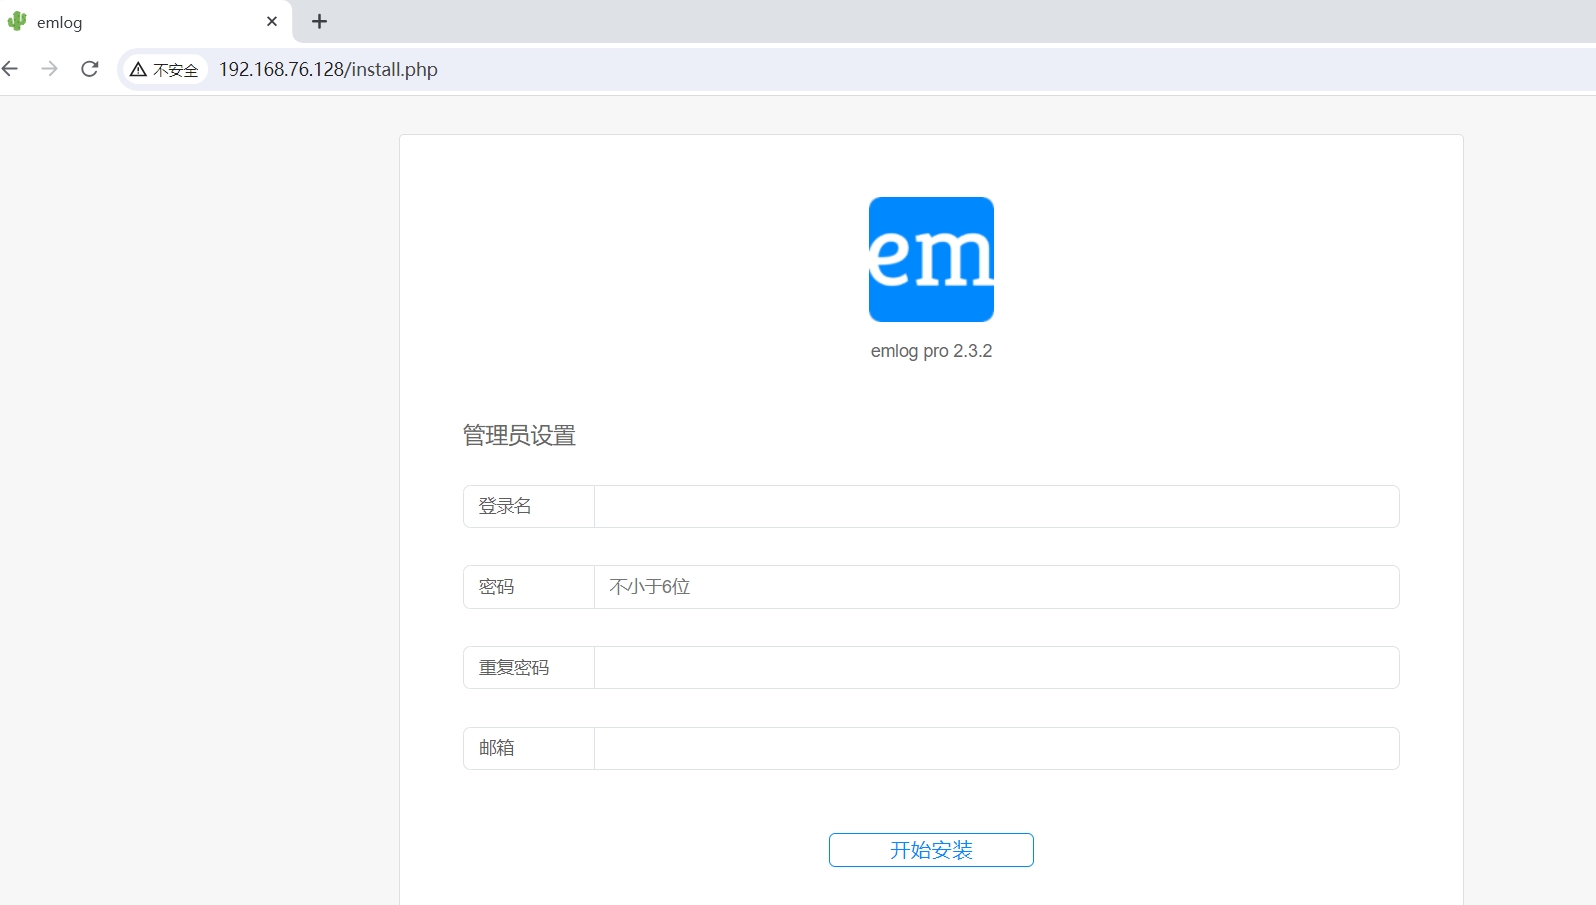 emlog
不安全 192.168.76.128/install.php
em
emlog pro 2.3.2
管理员设置
登录名
密码 不小于6位
重复密码
邮箱
开始安装